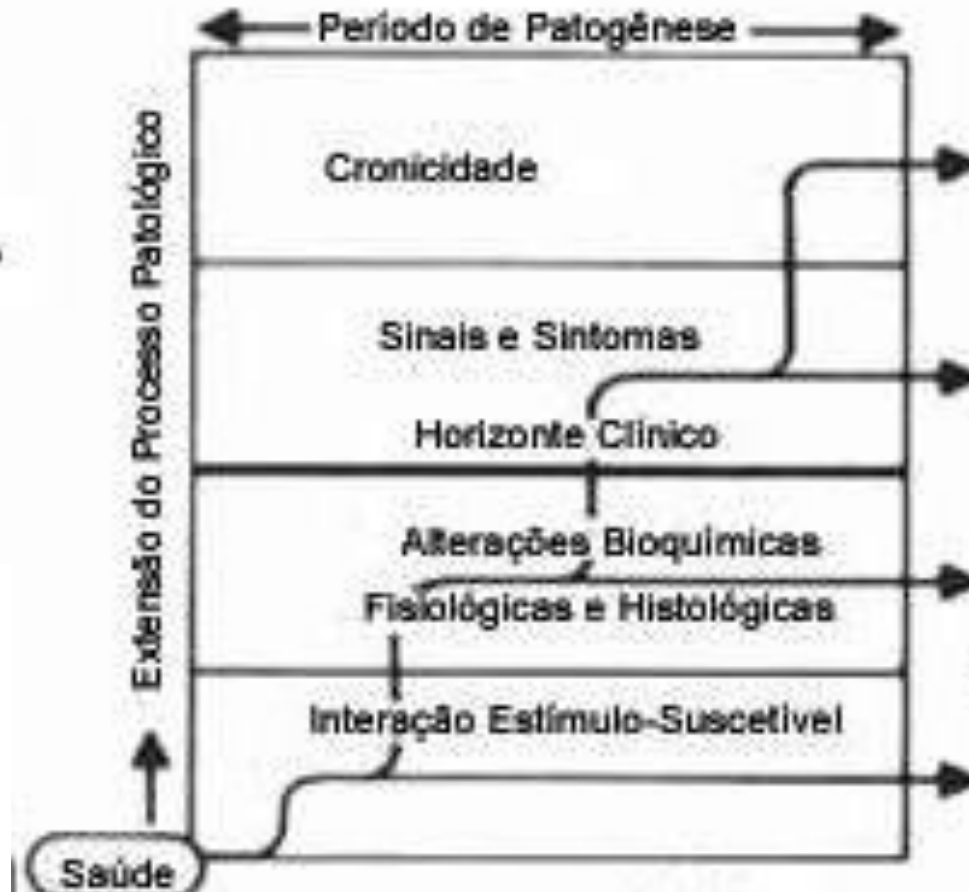 Período de Patogênese
Extensão do Processo Patológico
Cronicidade
Sinais e Sintomas
Horizonte Clínico
Alterações Bioquímicas
Fisiológicas e Histológicas
Interação Estímulo-Suscetível
Saúde